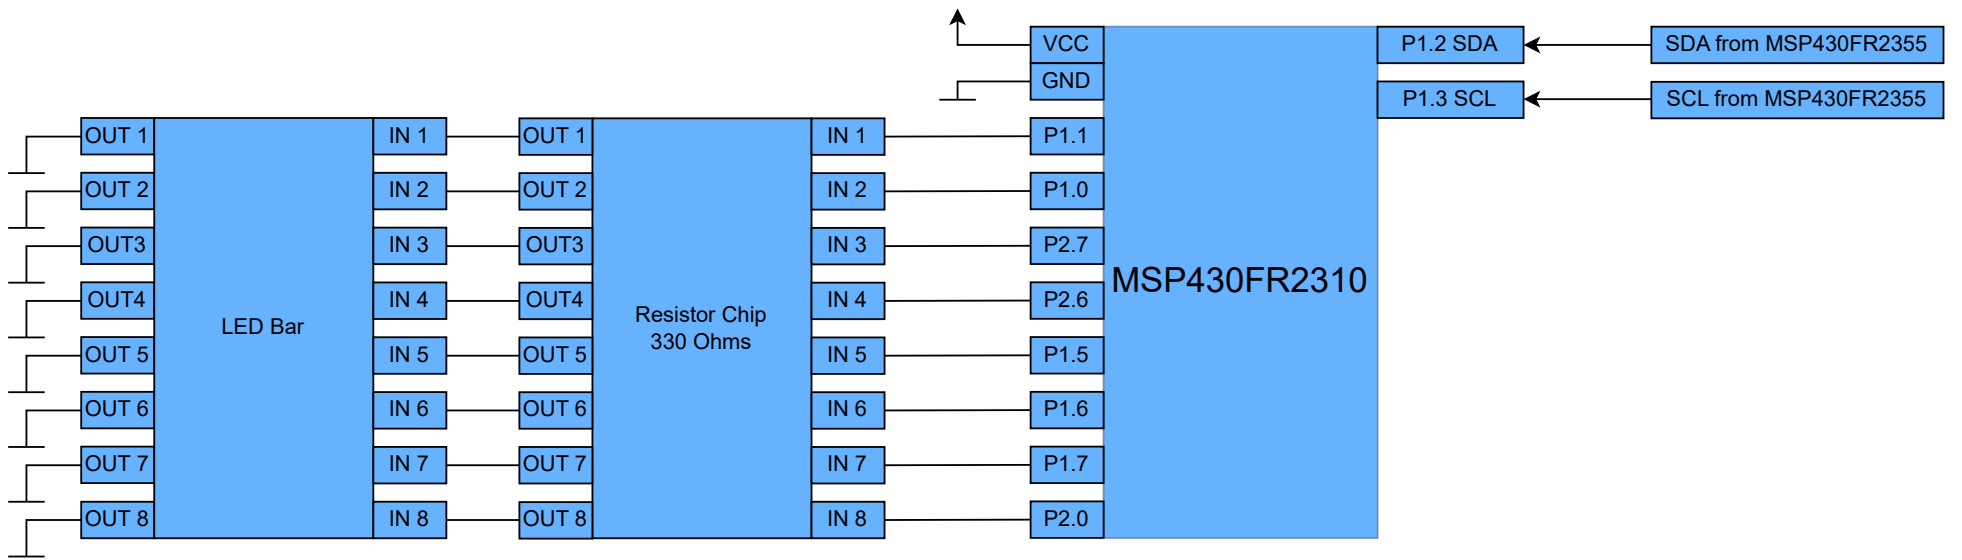 VCC
GND
P1.2 SDA
SDA from MSP430FR2355
P1.3 SCL
SCL from MSP430FR2355
OUT 1
IN 1
OUT 1
IN 1
P1.1
OUT 2
IN 2
OUT 2
IN 2
P1.0
OUT3
IN 3
OUT3
IN 3
P2.7
MSP430FR2310
OUT4
IN 4
OUT4
IN 4
P2.6
LED Bar
Resistor Chip
330 Ohms
OUT 5
IN 5
OUT 5
IN 5
P1.5
OUT 6
IN 6
OUT 6
IN 6
P1.6
OUT 7
IN 7
OUT 7
IN 7
P1.7
OUT 8
IN 8
OUT 8
IN 8
P2.0